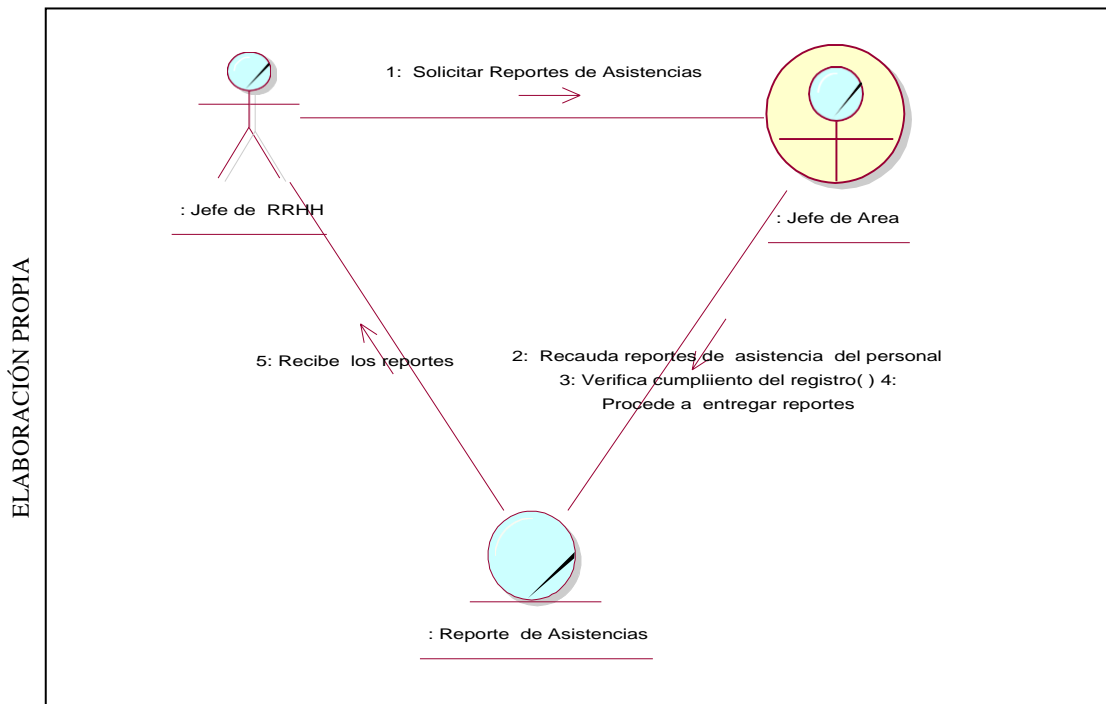 ELABORACIÓN PROPIA
1: Solicitar Reportes de Asistencias
: Jefe de RRHH
: Jefe de Area
5: Recibe los reportes
2: Recauda reportes de asistencia del personal
3: Verifica cumpliiento del registro( ) 4:
Procede a entregar reportes
: Reporte de Asistencias